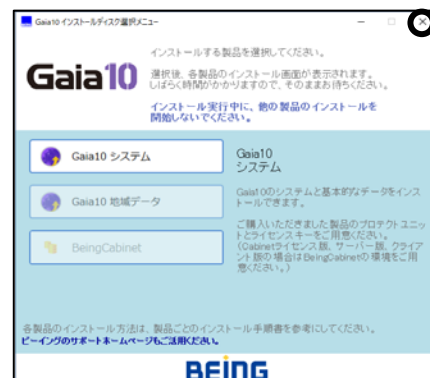 Gaia10 インストールディスク選択メニュー
インストールする製品を選択してください。
Gaia10
選択後、各製品のインストール画面が表示されます。
しばらく時間がかかりますので、そのままお待ちください。
インストール実行中に、他の製品のインストールを
開始しないでください。
Gaia10 システム
Gaia10 地域データ
BeingCabinet
Gaia10
システム
Gaia10のシステムと基本的なデータをインス
トールできます。
ご購入いただきました製品のプロテクトユニッ
トとライセンスキーをご用意ください。
(Cabinetライセンス版、サーバー版、クライア
ント版の場合はBeingCabinetの環境をご用
意ください。)
各製品のインストール方法は、製品ごとのインストール手順書を参考にしてください。
ビーイングのサポートホームページもご活用ください。
BEING